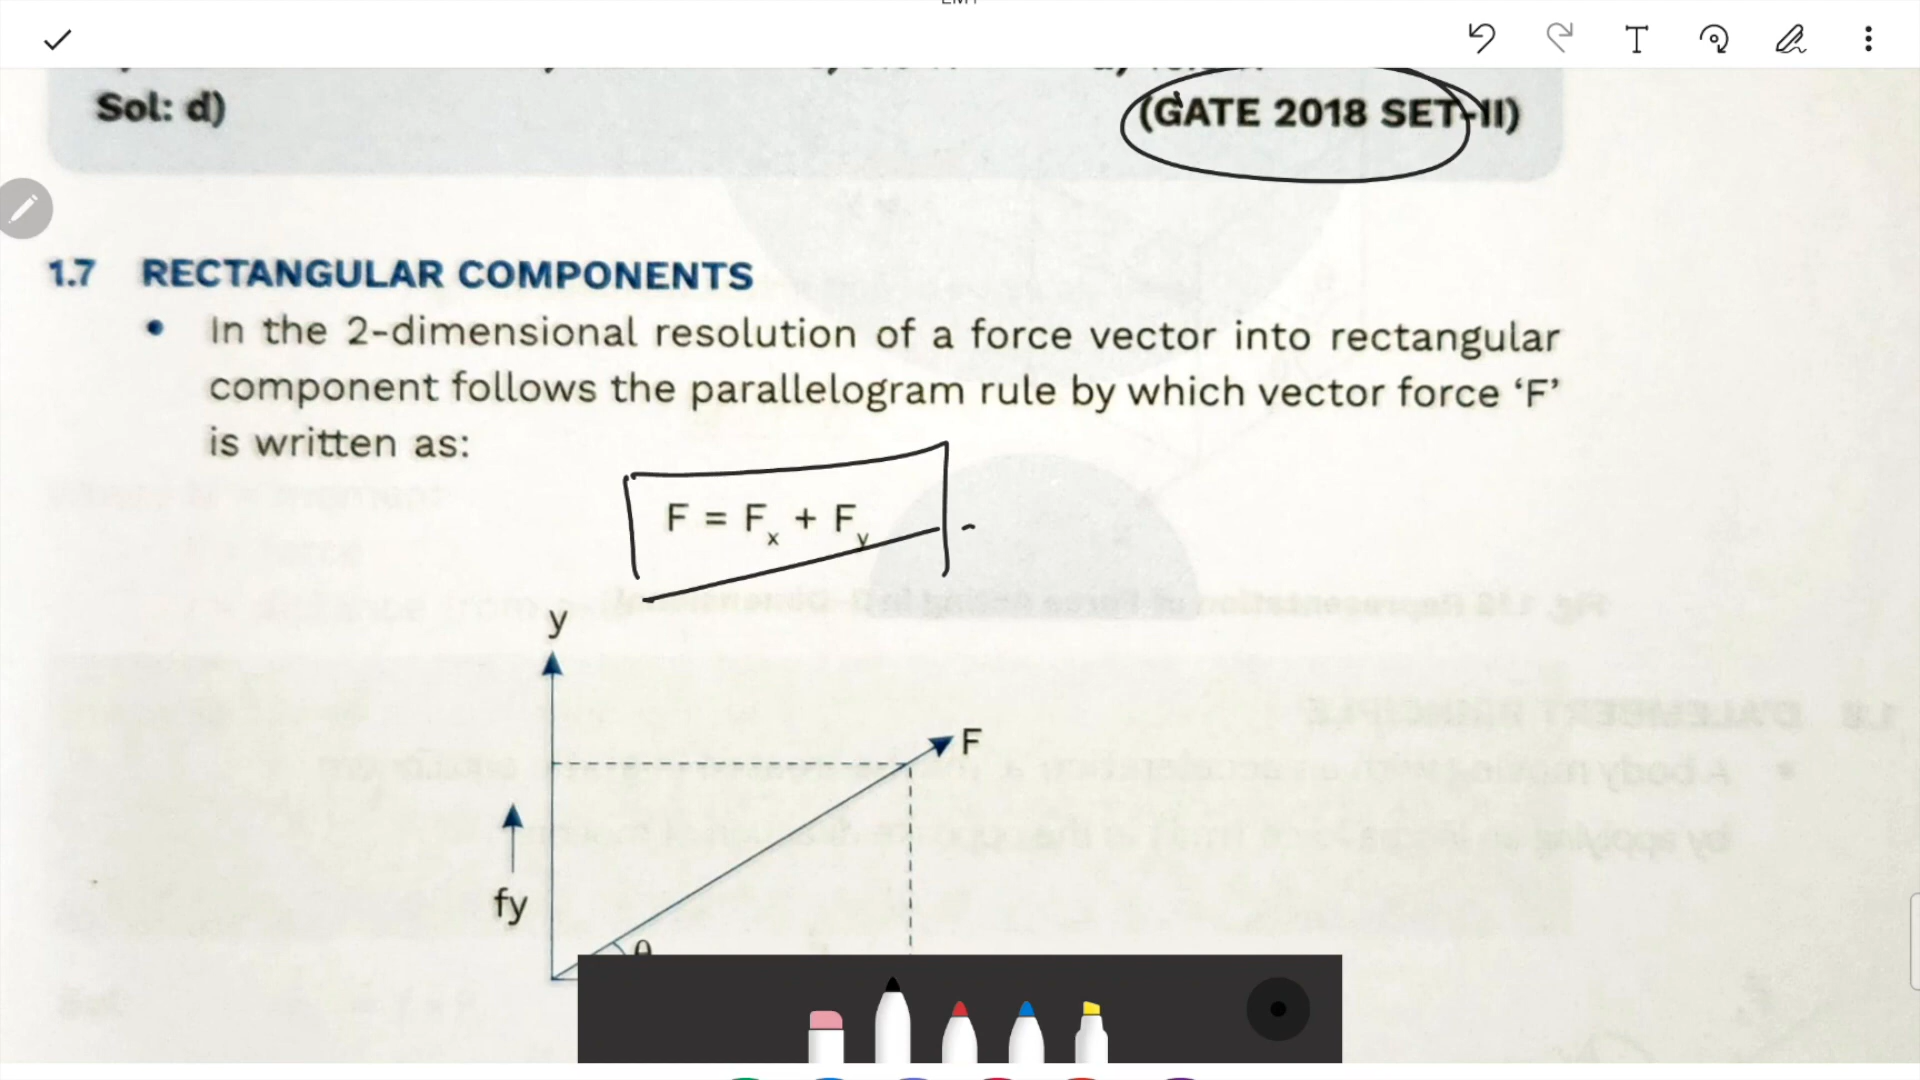 Sol: d)
(GATE 2018 SET-II)
1.7 RECTANGULAR COMPONENTS
• In the 2-dimensional resolution of a force vector into rectangular
component follows the parallelogram rule by which vector force ‘F’
is written as:
F = Fx + Fy
y
F
fy
θ